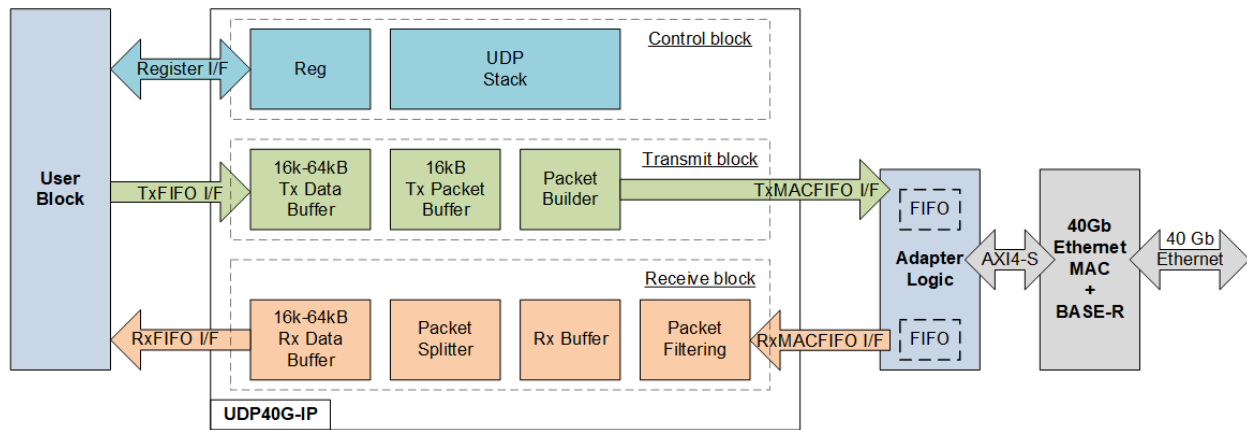 Control block
Register I/F
Reg
UDP
Stack
User
Block
TxFIFO I/F
16k-64kB
Tx Data
Buffer
16kB
Tx Packet
Buffer
Packet
Builder
Transmit block
TxMACFIFO I/F
FIFO
Adapter
Logic
FIFO
AXI4-S
40Gb
Ethernet
MAC
+
BASE-R
40 Gb
Ethernet
Receive block
RxFIFO I/F
16k-64kB
Rx Data
Buffer
Packet
Splitter
Rx Buffer
Packet
Filtering
RxMACFIFO I/F
UDP40G-IP